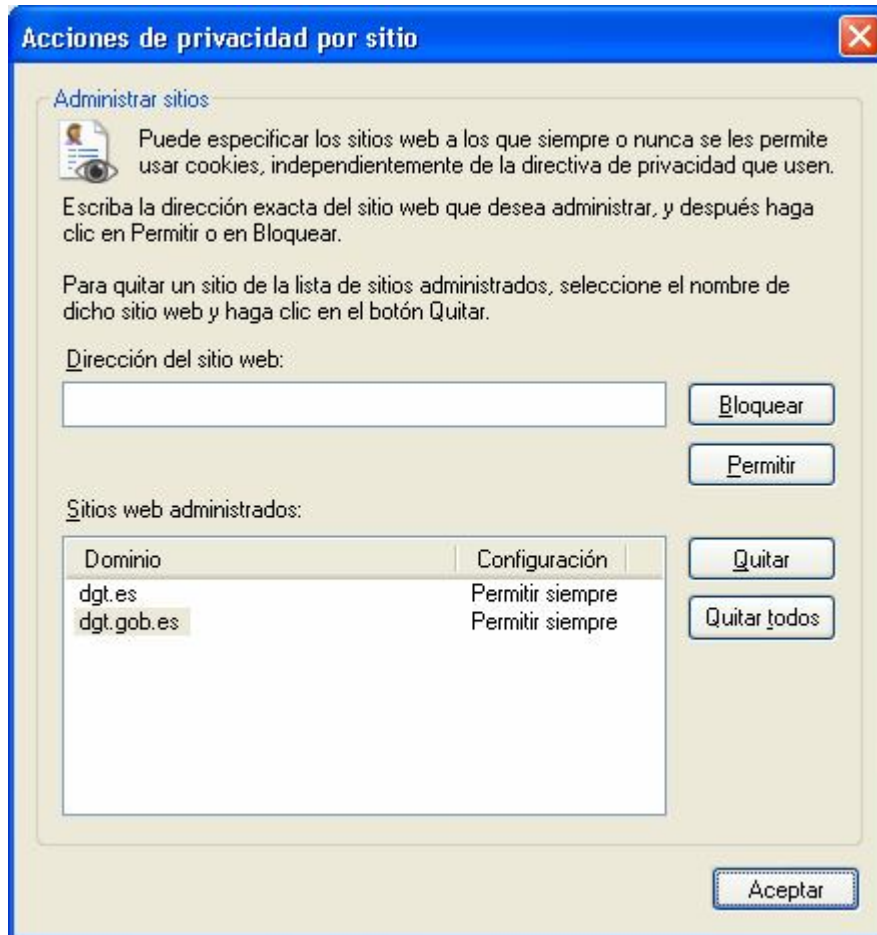 Acciones de privacidad por sitio
Administrar sitios
Puede especificar los sitios web a los que siempre o nunca se les permite
usar cookies, independientemente de la directiva de privacidad que usen.
Escriba la dirección exacta del sitio web que desea administrar, y después haga
clic en Permitir o en Bloquear.
Para quitar un sitio de la lista de sitios administrados, seleccione el nombre de
dicho sitio web y haga clic en el botón Quitar.
Dirección del sitio web:
Bloquear
Permitir
Sitios web administrados:
Dominio Configuración Quitar
dgt.es Permitir siempre
dgt.gob.es Permitir siempre
Quitar todos
Aceptar